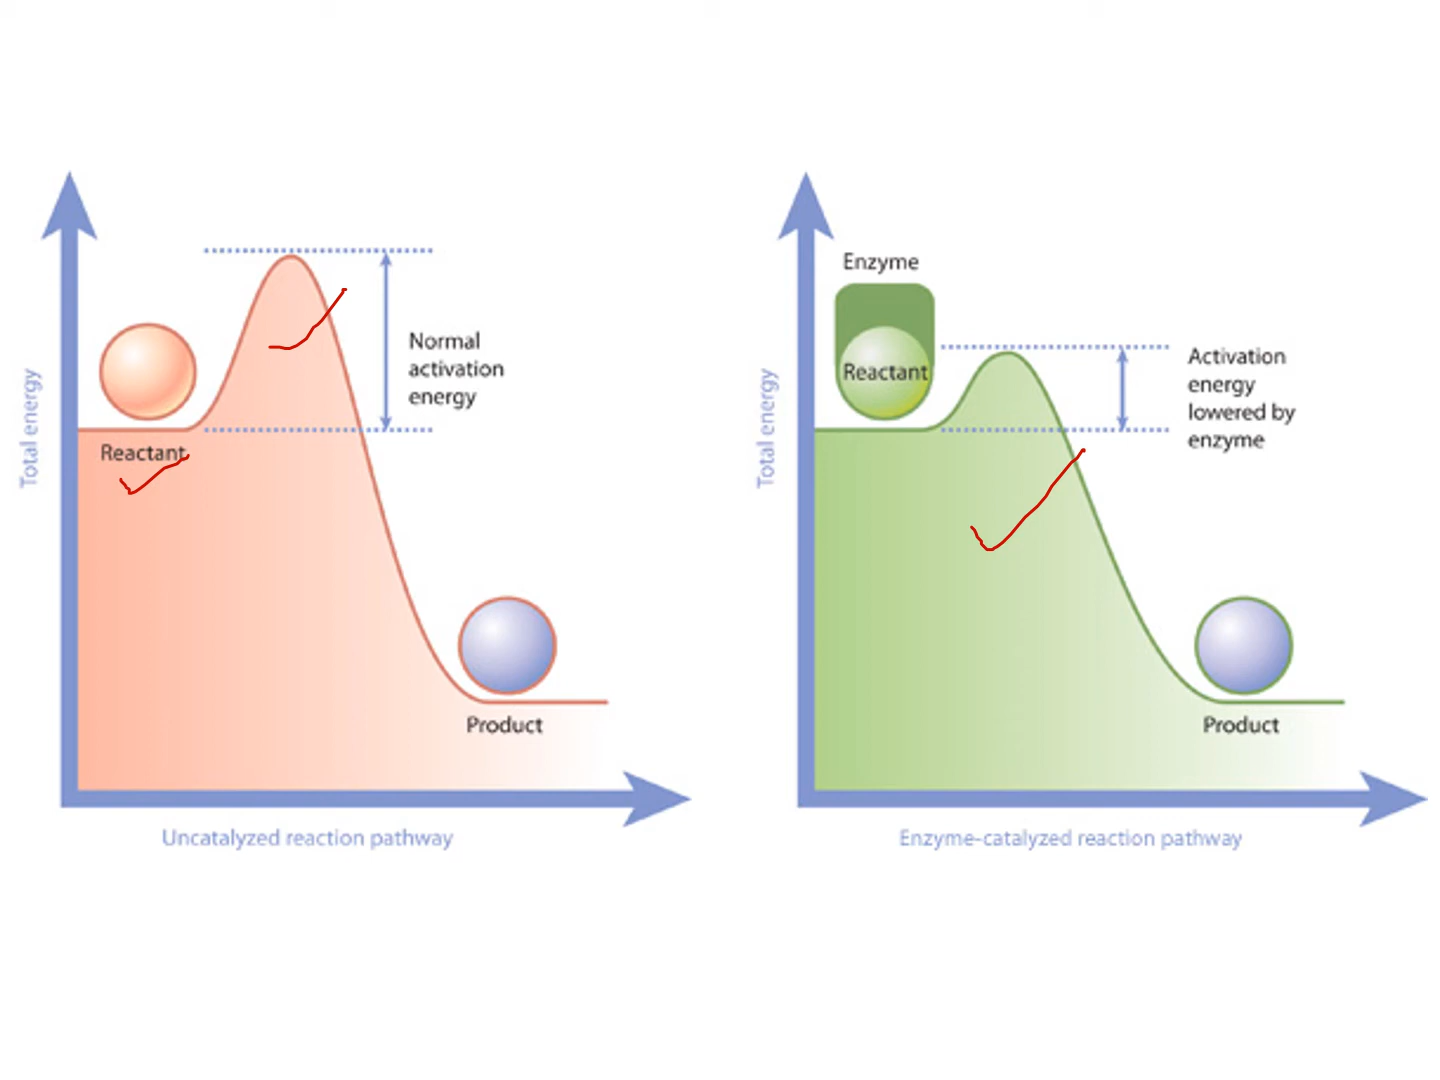 Total energy
Reactant
Normal
activation
energy
Product
Uncatalyzed reaction pathway
Total energy
Enzyme
Reactant
Activation
energy
lowered by
enzyme
Product
Enzyme-catalyzed reaction pathway